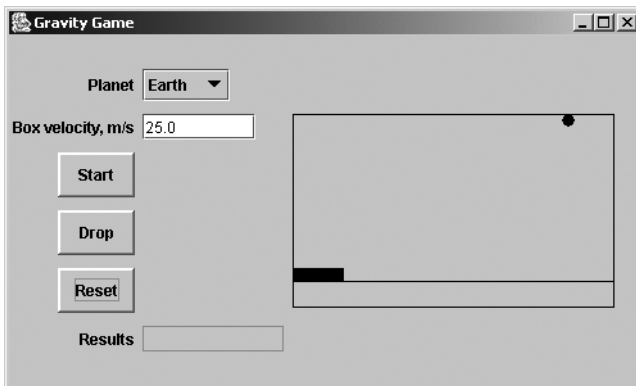 Gravity Game
Planet Earth
Box velocity, m/s 25.0
Start
Drop
Reset
Results